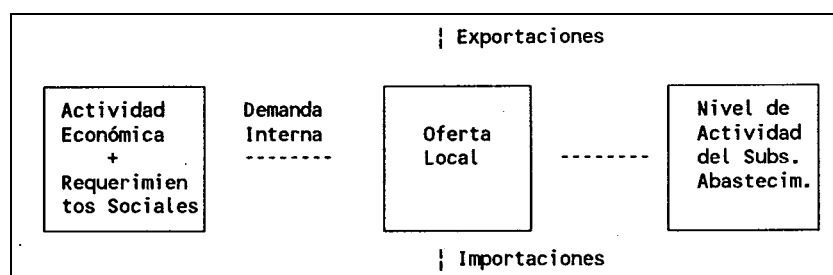 ¦ Exportaciones
Actividad
Económica
+
Requerimien
tos Sociales
Demanda
Interna
--------
Oferta
Local
--------
Nivel de
Actividad
del Subs.
Abastecim.
¦ Importaciones